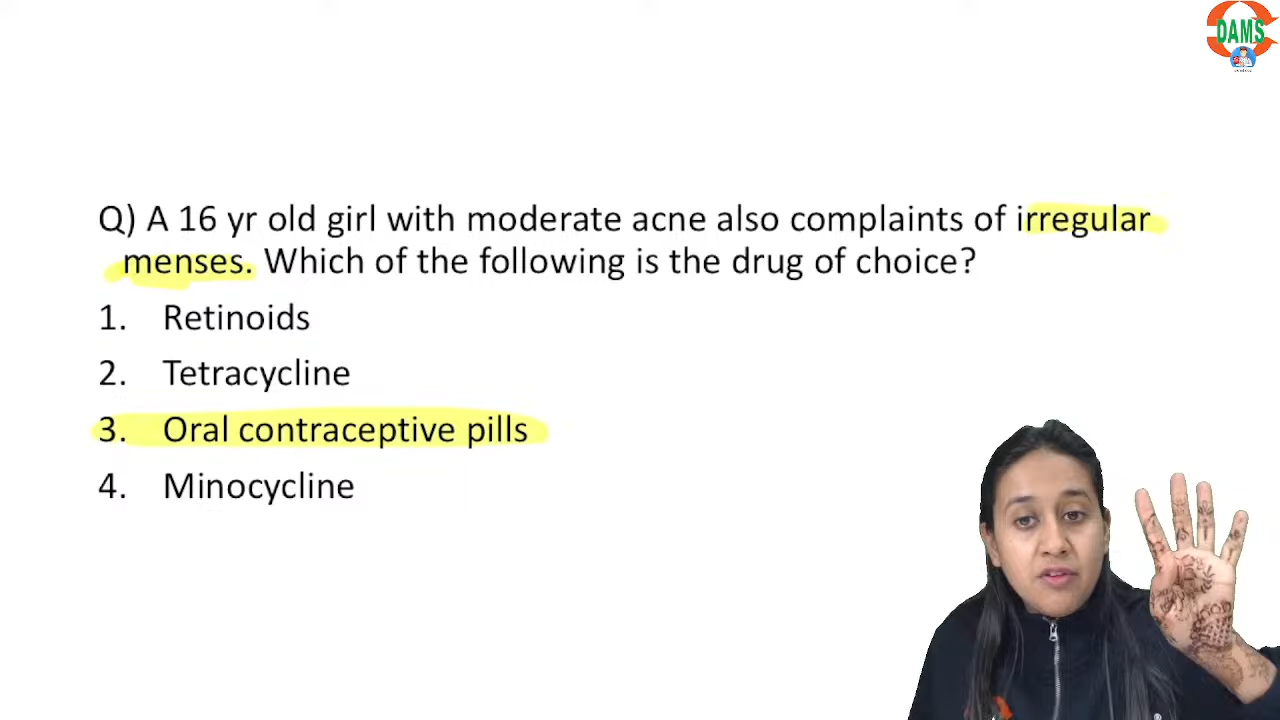 DAMS
Q) A 16 yr old girl with moderate acne also complaints of irregular
menses. Which of the following is the drug of choice?
1. Retinoids
2. Tetracycline
3. Oral contraceptive pills
4. Minocycline